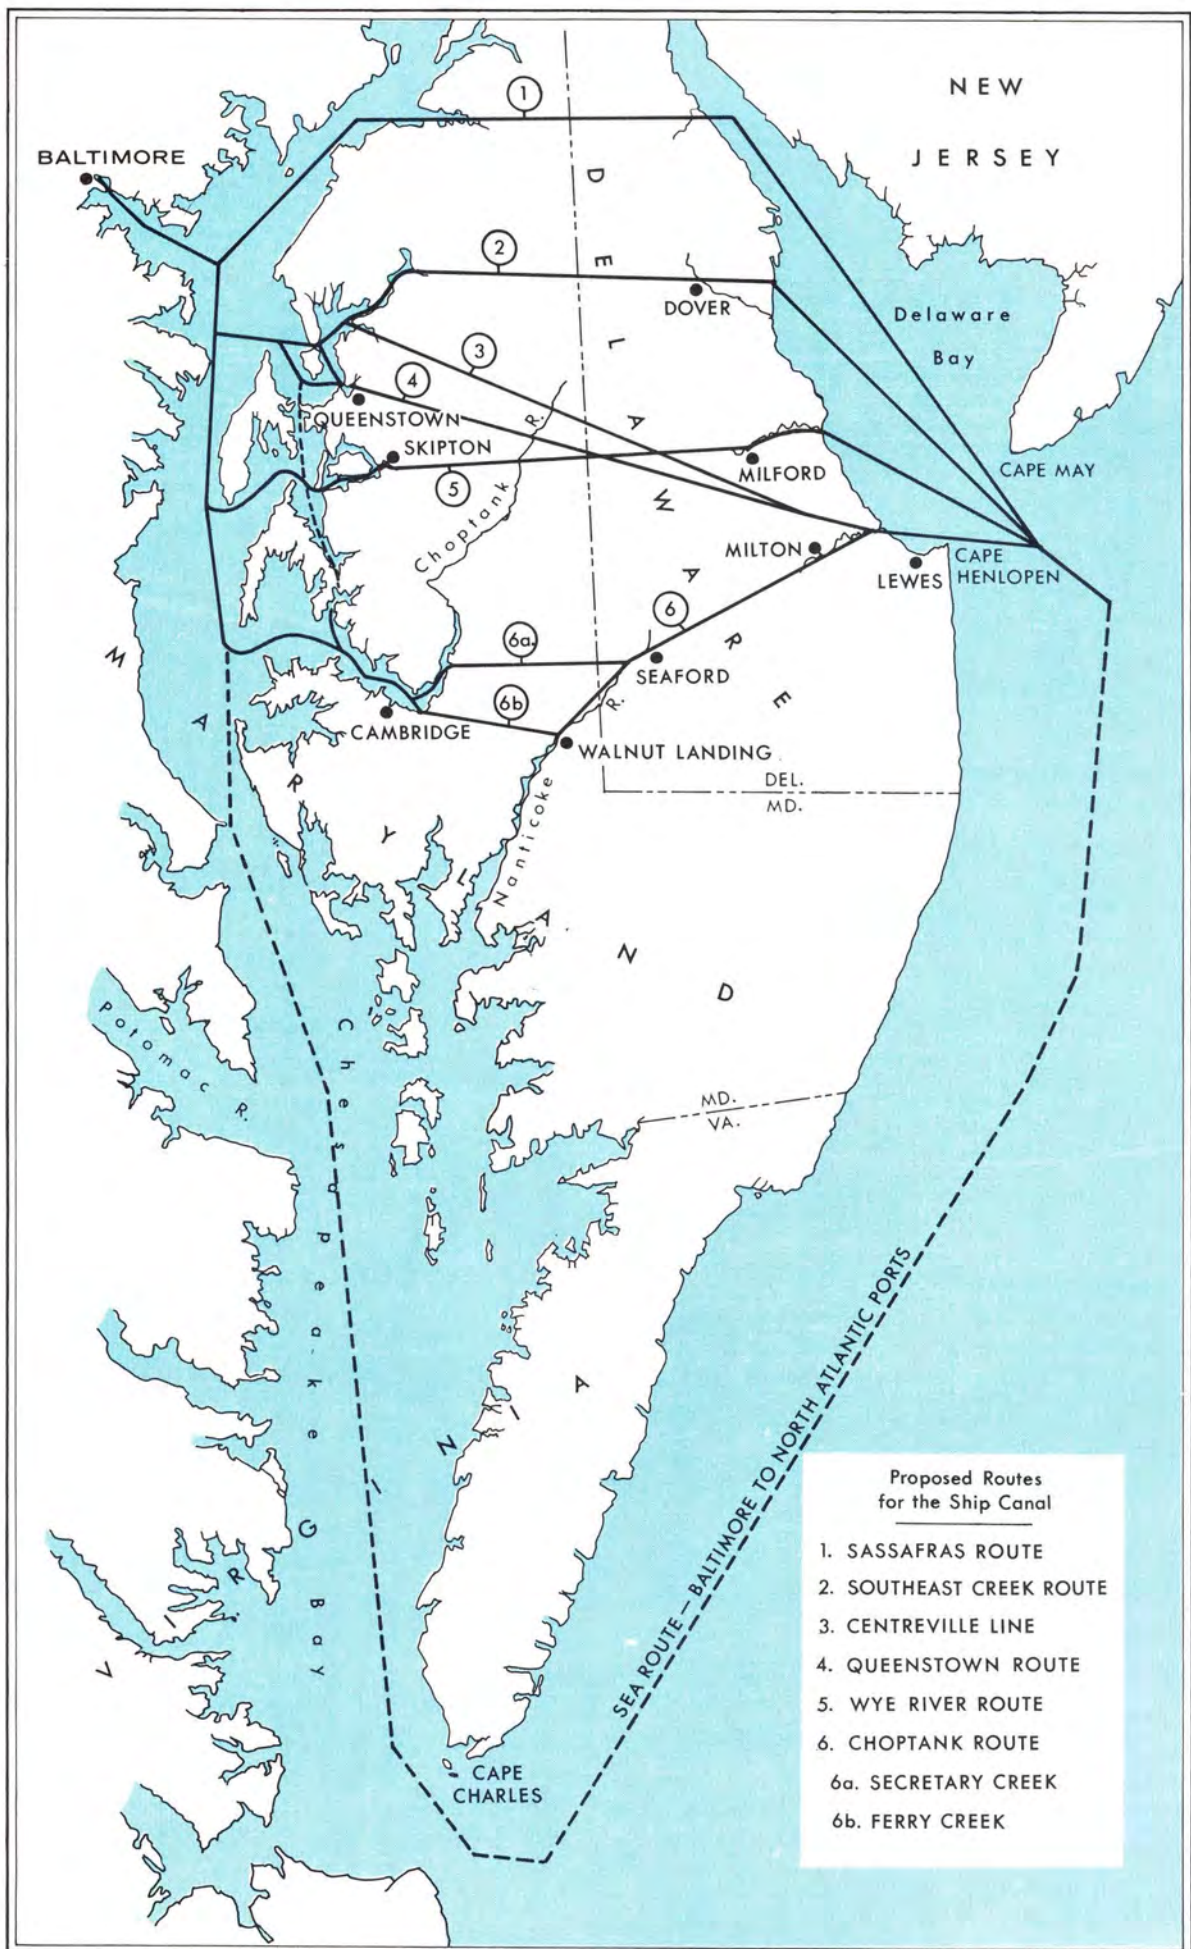 NEW
JERSEY
1
BALTIMORE
DELAWARE
2
DOVER
Delaware
Bay
3
4
QUEENSTOWN
SKIPTON
5
Choptank R.
MILFORD
CAPE MAY
MILTON
LEWES
CAPE
HENLOPEN
6
6a.
SEAFORD
6b
CAMBRIDGE
WALNUT LANDING
Nanticoke R.
DEL.
MD.
MARYLAND
Potomac R.
Chesapeake Bay
MD.
VA.
VIRGINIA
SEA ROUTE — BALTIMORE TO NORTH ATLANTIC PORTS
CAPE
CHARLES
Proposed Routes
for the Ship Canal
1. SASSAFRAS ROUTE
2. SOUTHEAST CREEK ROUTE
3. CENTREVILLE LINE
4. QUEENSTOWN ROUTE
5. WYE RIVER ROUTE
6. CHOPTANK ROUTE
6a. SECRETARY CREEK
6b. FERRY CREEK